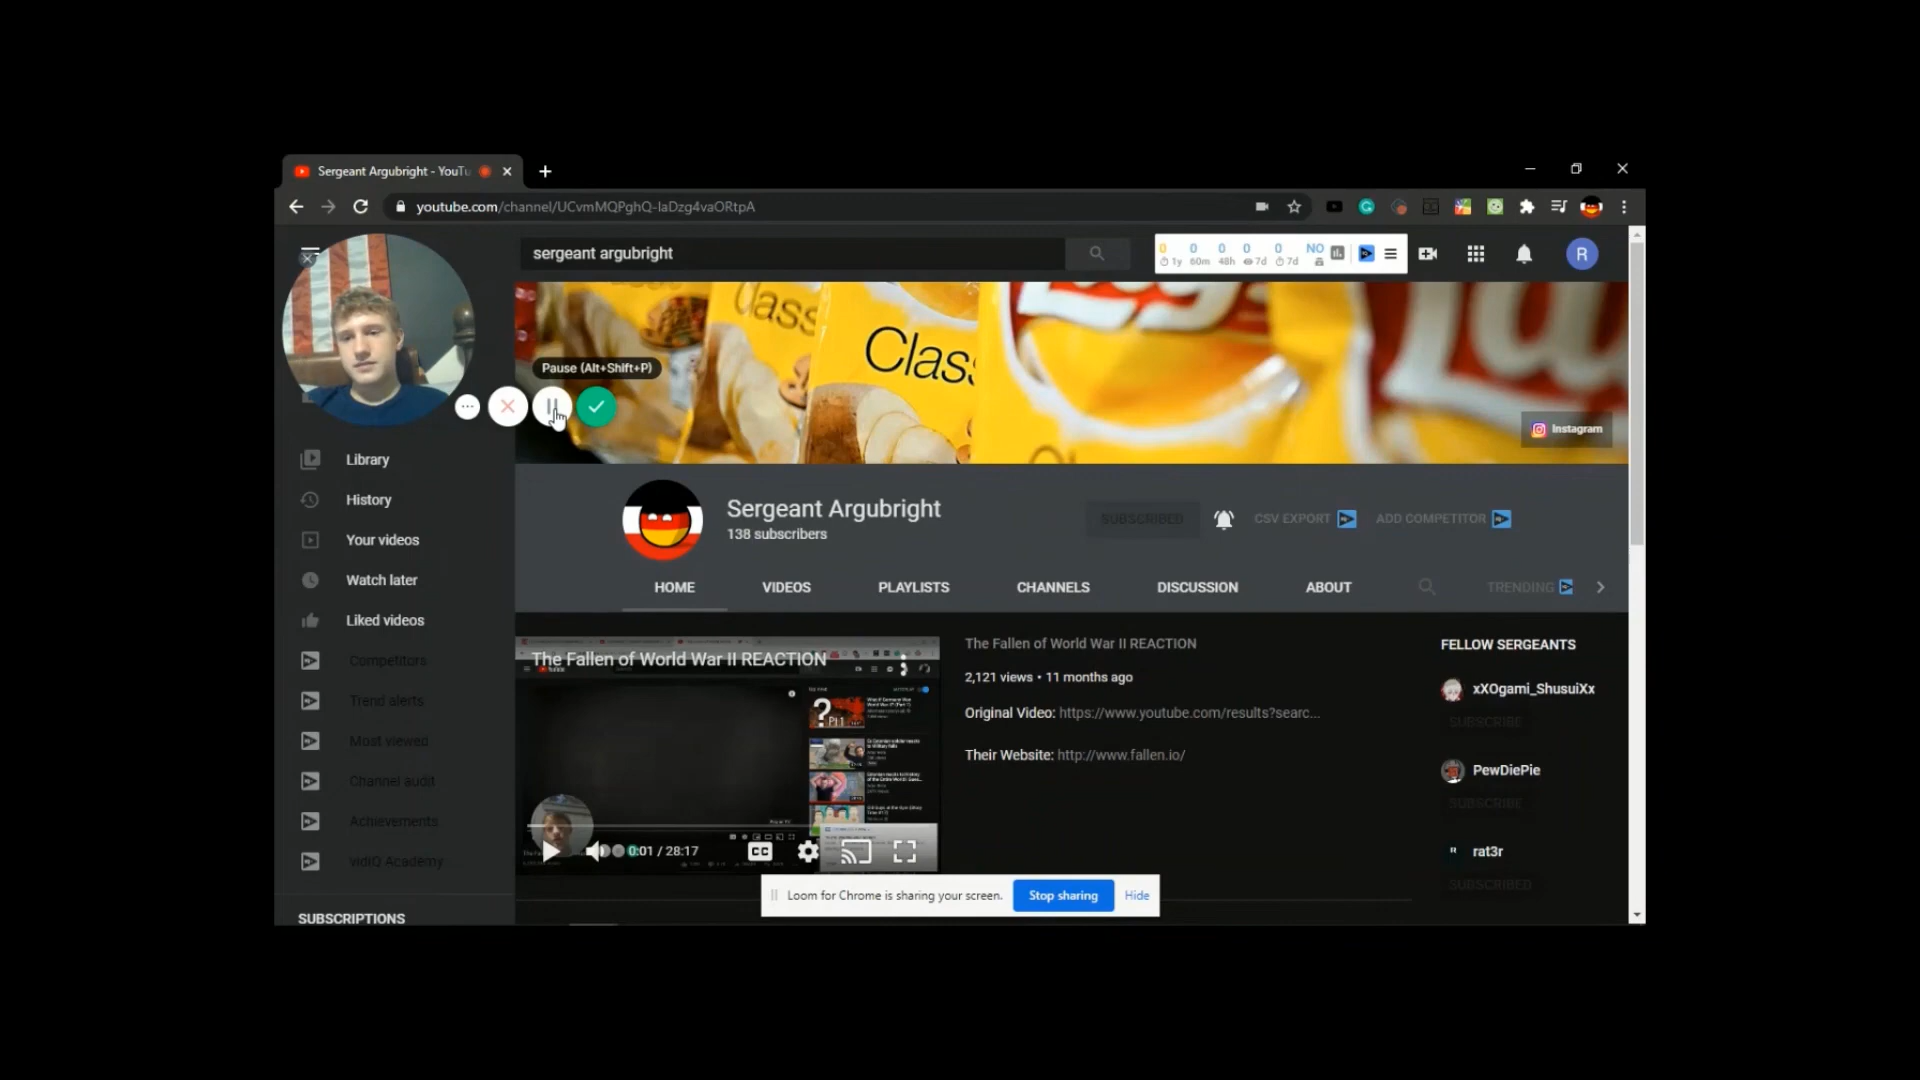 Sergeant Argubright - YouTu
youtube.com/channel/UCvmMQPghQ-laDzg4vaORtpA
sergeant argubright
0 0 0 0 0 NO
1y 60m 48h 7d 7d
R
Class
Class
Lay's
Pause (Alt+Shift+P)
Instagram
Library
History
Your videos
Watch later
Liked videos
Competitors
Trend alerts
Most viewed
Channel audit
Achievements
vidIQ Academy
SUBSCRIPTIONS
Sergeant Argubright
138 subscribers
SUBSCRIBED
CSV EXPORT
ADD COMPETITOR
HOME VIDEOS PLAYLISTS CHANNELS DISCUSSION ABOUT TRENDING
The Fallen of World War II REACTION
0:01 / 28:17
CC
The Fallen of World War II REACTION
2,121 views • 11 months ago
Original Video: https://www.youtube.com/results?searc...
Their Website: http://www.fallen.io/
FELLOW SERGEANTS
xXOgami_ShusuiXx
SUBSCRIBE
PewDiePie
SUBSCRIBE
rat3r
SUBSCRIBED
Loom for Chrome is sharing your screen. Stop sharing Hide